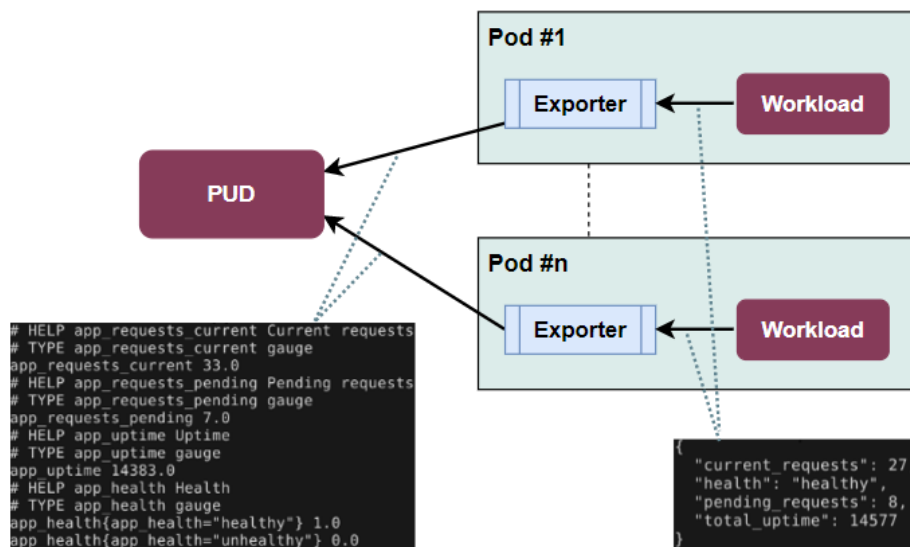 Pod #1
Exporter
Workload
PUD
Pod #n
Exporter
Workload
# HELP app_requests_current Current requests
# TYPE app_requests_current gauge
app_requests_current 33.0
# HELP app_requests_pending Pending requests
# TYPE app_requests_pending gauge
app_requests_pending 7.0
# HELP app_uptime Uptime
# TYPE app_uptime gauge
app_uptime 14383.0
# HELP app_health Health
# TYPE app_health gauge
app_health{app_health="healthy"} 1.0
app_health{app_health="unhealthy"} 0.0
{
"current_requests": 27,
"health": "healthy",
"pending_requests": 8,
"total_uptime": 14577
}